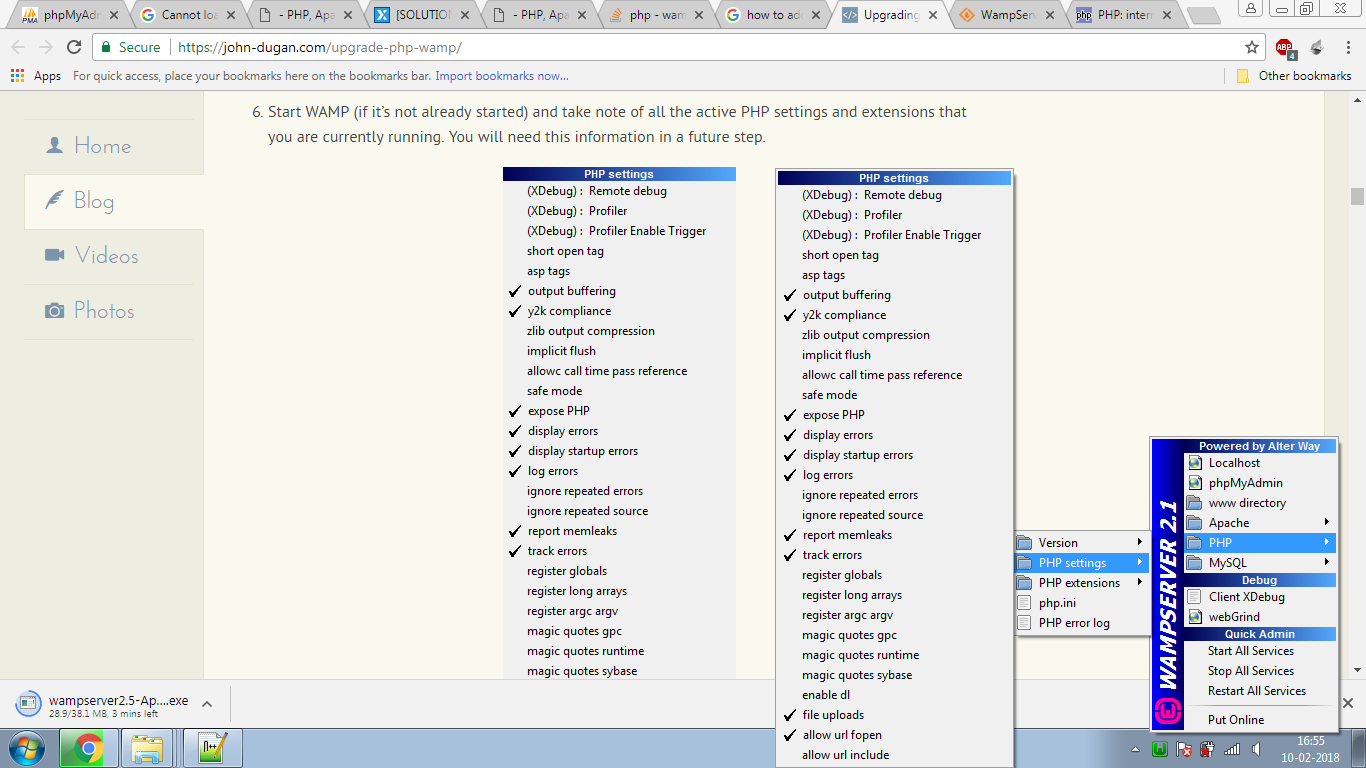 phpMyAdm
Cannot loa
- PHP, Apa
[SOLUTION
- PHP, Apa
php - wam
how to add
Upgrading
WampServ
PHP: intern
Secure
https://john-dugan.com/upgrade-php-wamp/
ABP
4
Apps
For quick access, place your bookmarks here on the bookmarks bar. Import bookmarks now...
Other bookmarks
Home
Blog
Videos
Photos
6. Start WAMP (if it's not already started) and take note of all the active PHP settings and extensions that
you are currently running. You will need this information in a future step.
PHP settings
(XDebug) : Remote debug
(XDebug) : Profiler
(XDebug) : Profiler Enable Trigger
short open tag
asp tags
output buffering
y2k compliance
zlib output compression
implicit flush
allowc call time pass reference
safe mode
expose PHP
display errors
display startup errors
log errors
ignore repeated errors
ignore repeated source
report memleaks
track errors
register globals
register long arrays
register argc argv
magic quotes gpc
magic quotes runtime
magic quotes sybase
PHP settings
(XDebug) : Remote debug
(XDebug) : Profiler
(XDebug) : Profiler Enable Trigger
short open tag
asp tags
output buffering
y2k compliance
zlib output compression
implicit flush
allowc call time pass reference
safe mode
expose PHP
display errors
display startup errors
log errors
ignore repeated errors
ignore repeated source
report memleaks
track errors
register globals
register long arrays
register argc argv
magic quotes gpc
magic quotes runtime
magic quotes sybase
enable dl
file uploads
allow url fopen
allow url include
Version
PHP settings
PHP extensions
php.ini
PHP error log
WAMPSERVER 2.1
Powered by Alter Way
Localhost
phpMyAdmin
www directory
Apache
PHP
MySQL
Debug
Client XDebug
webGrind
Quick Admin
Start All Services
Stop All Services
Restart All Services
Put Online
wampserver2.5-Ap....exe
28.9/38.1 MB, 3 mins left
16:55
10-02-2018